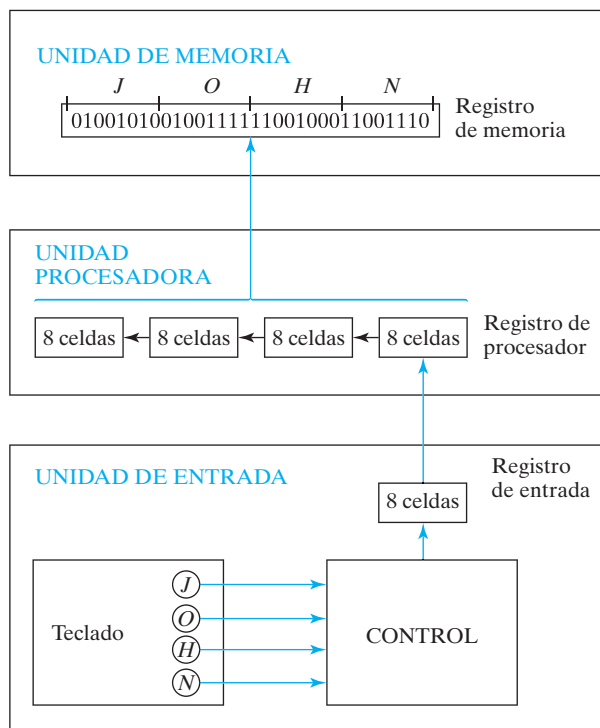 UNIDAD DE MEMORIA
J O H N
01001010010011111100100011001110
Registro
de memoria
UNIDAD
PROCESADORA
8 celdas 8 celdas 8 celdas 8 celdas
Registro de
procesador
UNIDAD DE ENTRADA
Registro
de entrada
8 celdas
Teclado
J
O
H
N
CONTROL